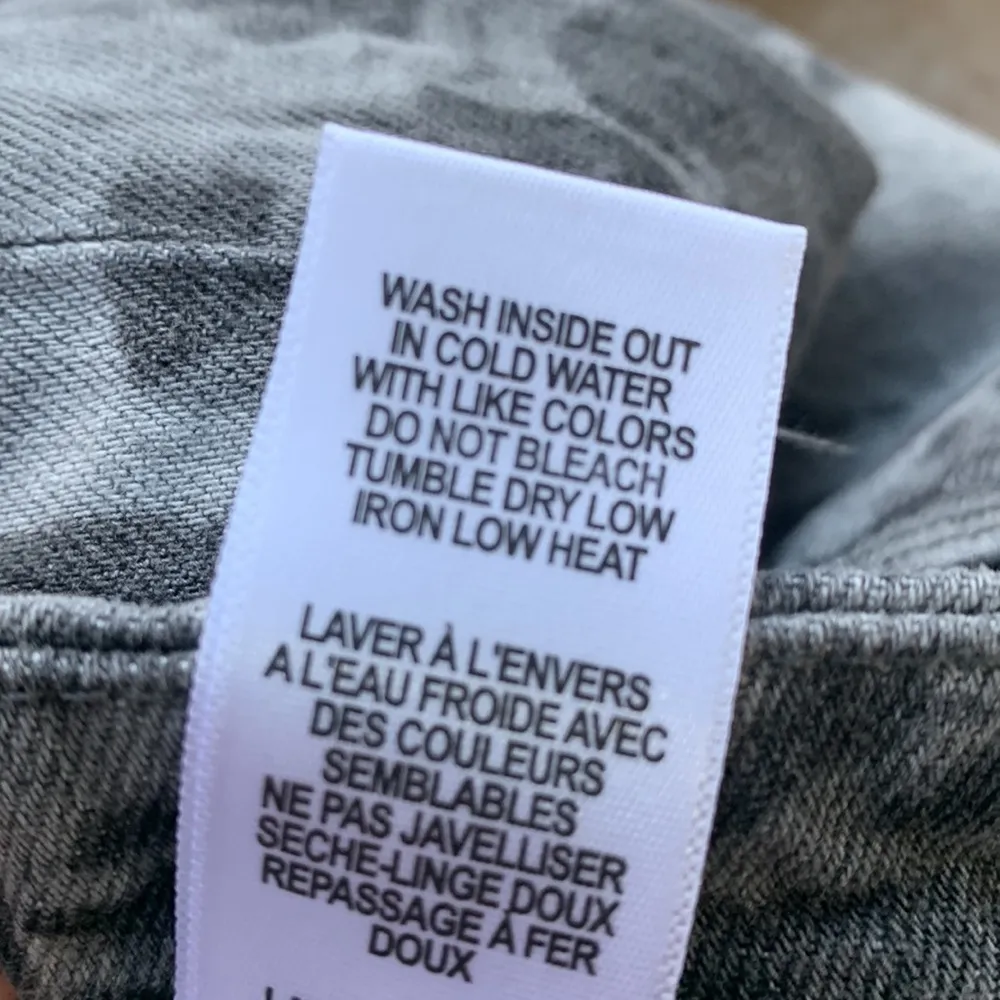 WASH INSIDE OUT
IN COLD WATER
WITH LIKE COLORS
DO NOT BLEACH
TUMBLE DRY LOW
IRON LOW HEAT
LAVER À L'ENVERS
A L'EAU FROIDE AVEC
DES COULEURS
SEMBLABLES
NE PAS JAVELLISER
SECHE-LINGE DOUX
REPASSAGE À FER
DOUX